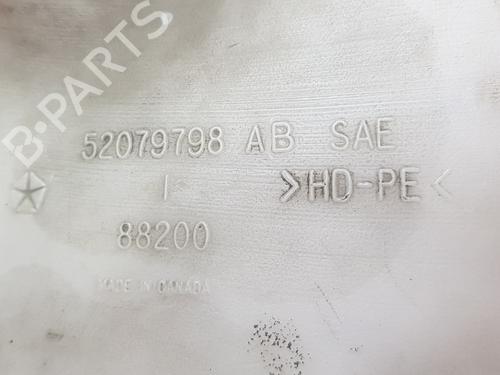 B-PARTS
52079798 AB SAE
I >HD-PE<
88200
MADE IN CANADA